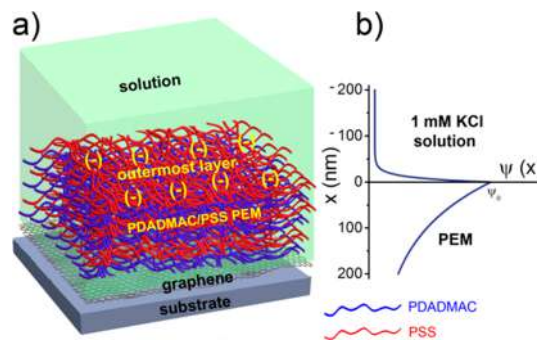 a)
solution
(-) (-) (-) (-)
outermost layer
(-) (-) (-) (-)
PDADMAC/PSS PEM
graphene
substrate
b)
-200
-100
0
100
200
x (nm)
1 mM KCl
solution
ψ (x
ψ₀
PEM
PDADMAC
PSS